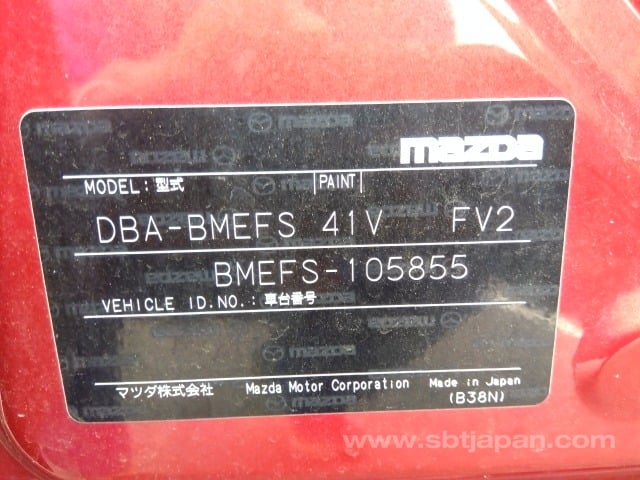 mazda
MODEL: 型式 PAINT
DBA-BMEFS 41V FV2
BMEFS-105855
VEHICLE ID.NO.: 車台番号
マツダ株式会社 Mazda Motor Corporation Made in Japan
(B38N)
www.sbtjapan.com